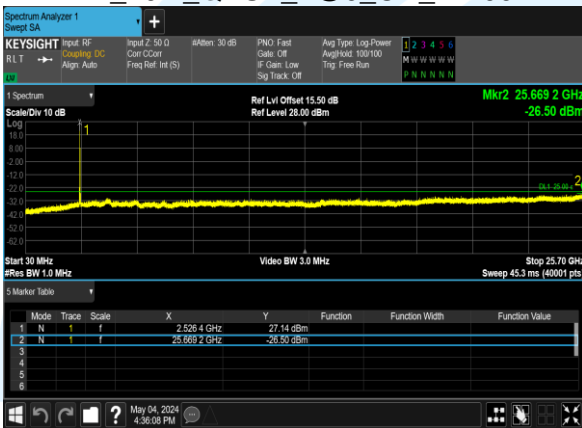 Spectrum Analyzer 1
Swept SA
+
KEYSIGHT Input: RF Input Z: 50 Ω #Atten: 30 dB PNO: Fast Avg Type: Log-Power 1 2 3 4 5 6
RLT Coupling: DC Corr CCorr Gate: Off Avg|Hold: 100/100 M W W W W W
Align: Auto Freq Ref: Int (S) IF Gain: Low Trig: Free Run
Sig Track: Off P N N N N N
LW
1 Spectrum Ref Lvl Offset 15.50 dB Mkr2 25.669 2 GHz
Scale/Div 10 dB Ref Level 28.00 dBm -26.50 dBm
Log
1
18.0
8.00
-2.00
-12.0
2
-22.0
-32.0
-42.0
-52.0
-62.0
Start 30 MHz Video BW 3.0 MHz Stop 25.70 GHz
#Res BW 1.0 MHz Sweep 45.3 ms (40001 pts
5 Marker Table
Mode Trace Scale X Y Function Function Width Function Value
1 N 1 f 2.526 4 GHz 27.14 dBm
2 N 1 f 25.669 2 GHz -26.50 dBm
3
4
5
6
? May 04, 2024
4:36:08 PM